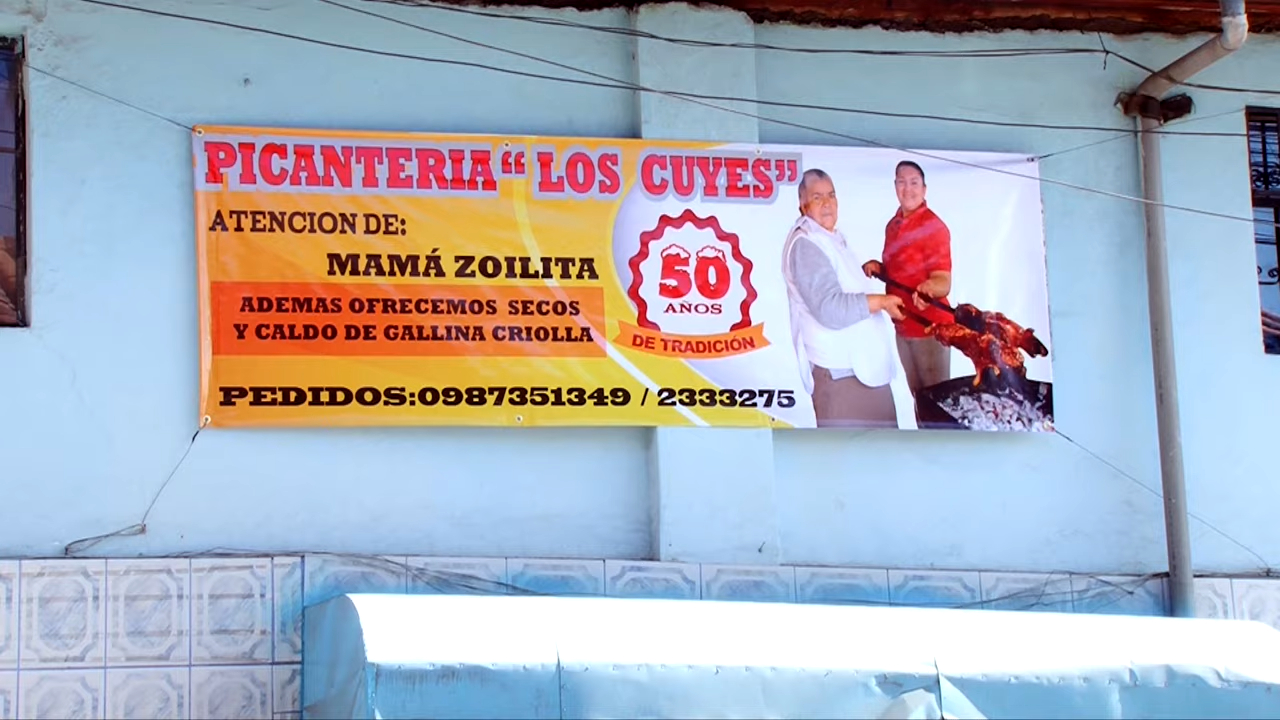 PICANTERIA “ LOS CUYES”
ATENCION DE:
MAMÁ ZOILITA
ADEMAS OFRECEMOS SECOS
Y CALDO DE GALLINA CRIOLLA
PEDIDOS:0987351349 / 2333275
50
AÑOS
DE TRADICIÓN